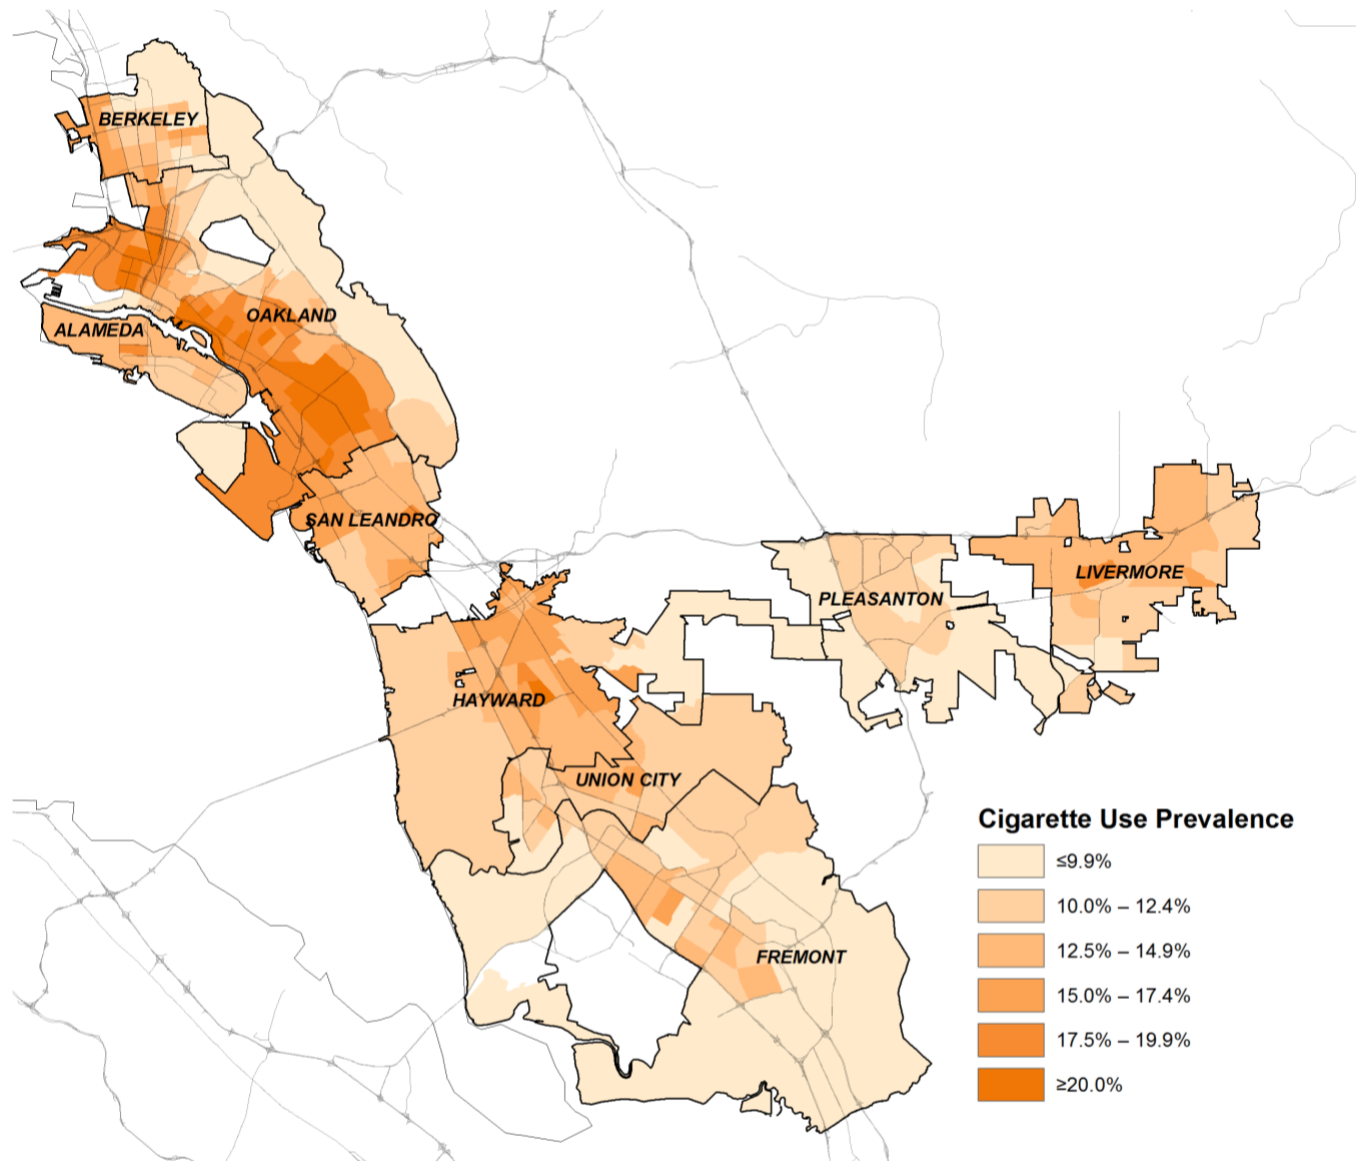 BERKELEY
OAKLAND
ALAMEDA
SAN LEANDRO
LIVERMORE
PLEASANTON
HAYWARD
UNION CITY
FREMONT
Cigarette Use Prevalence
≤9.9%
10.0% – 12.4%
12.5% – 14.9%
15.0% – 17.4%
17.5% – 19.9%
≥20.0%